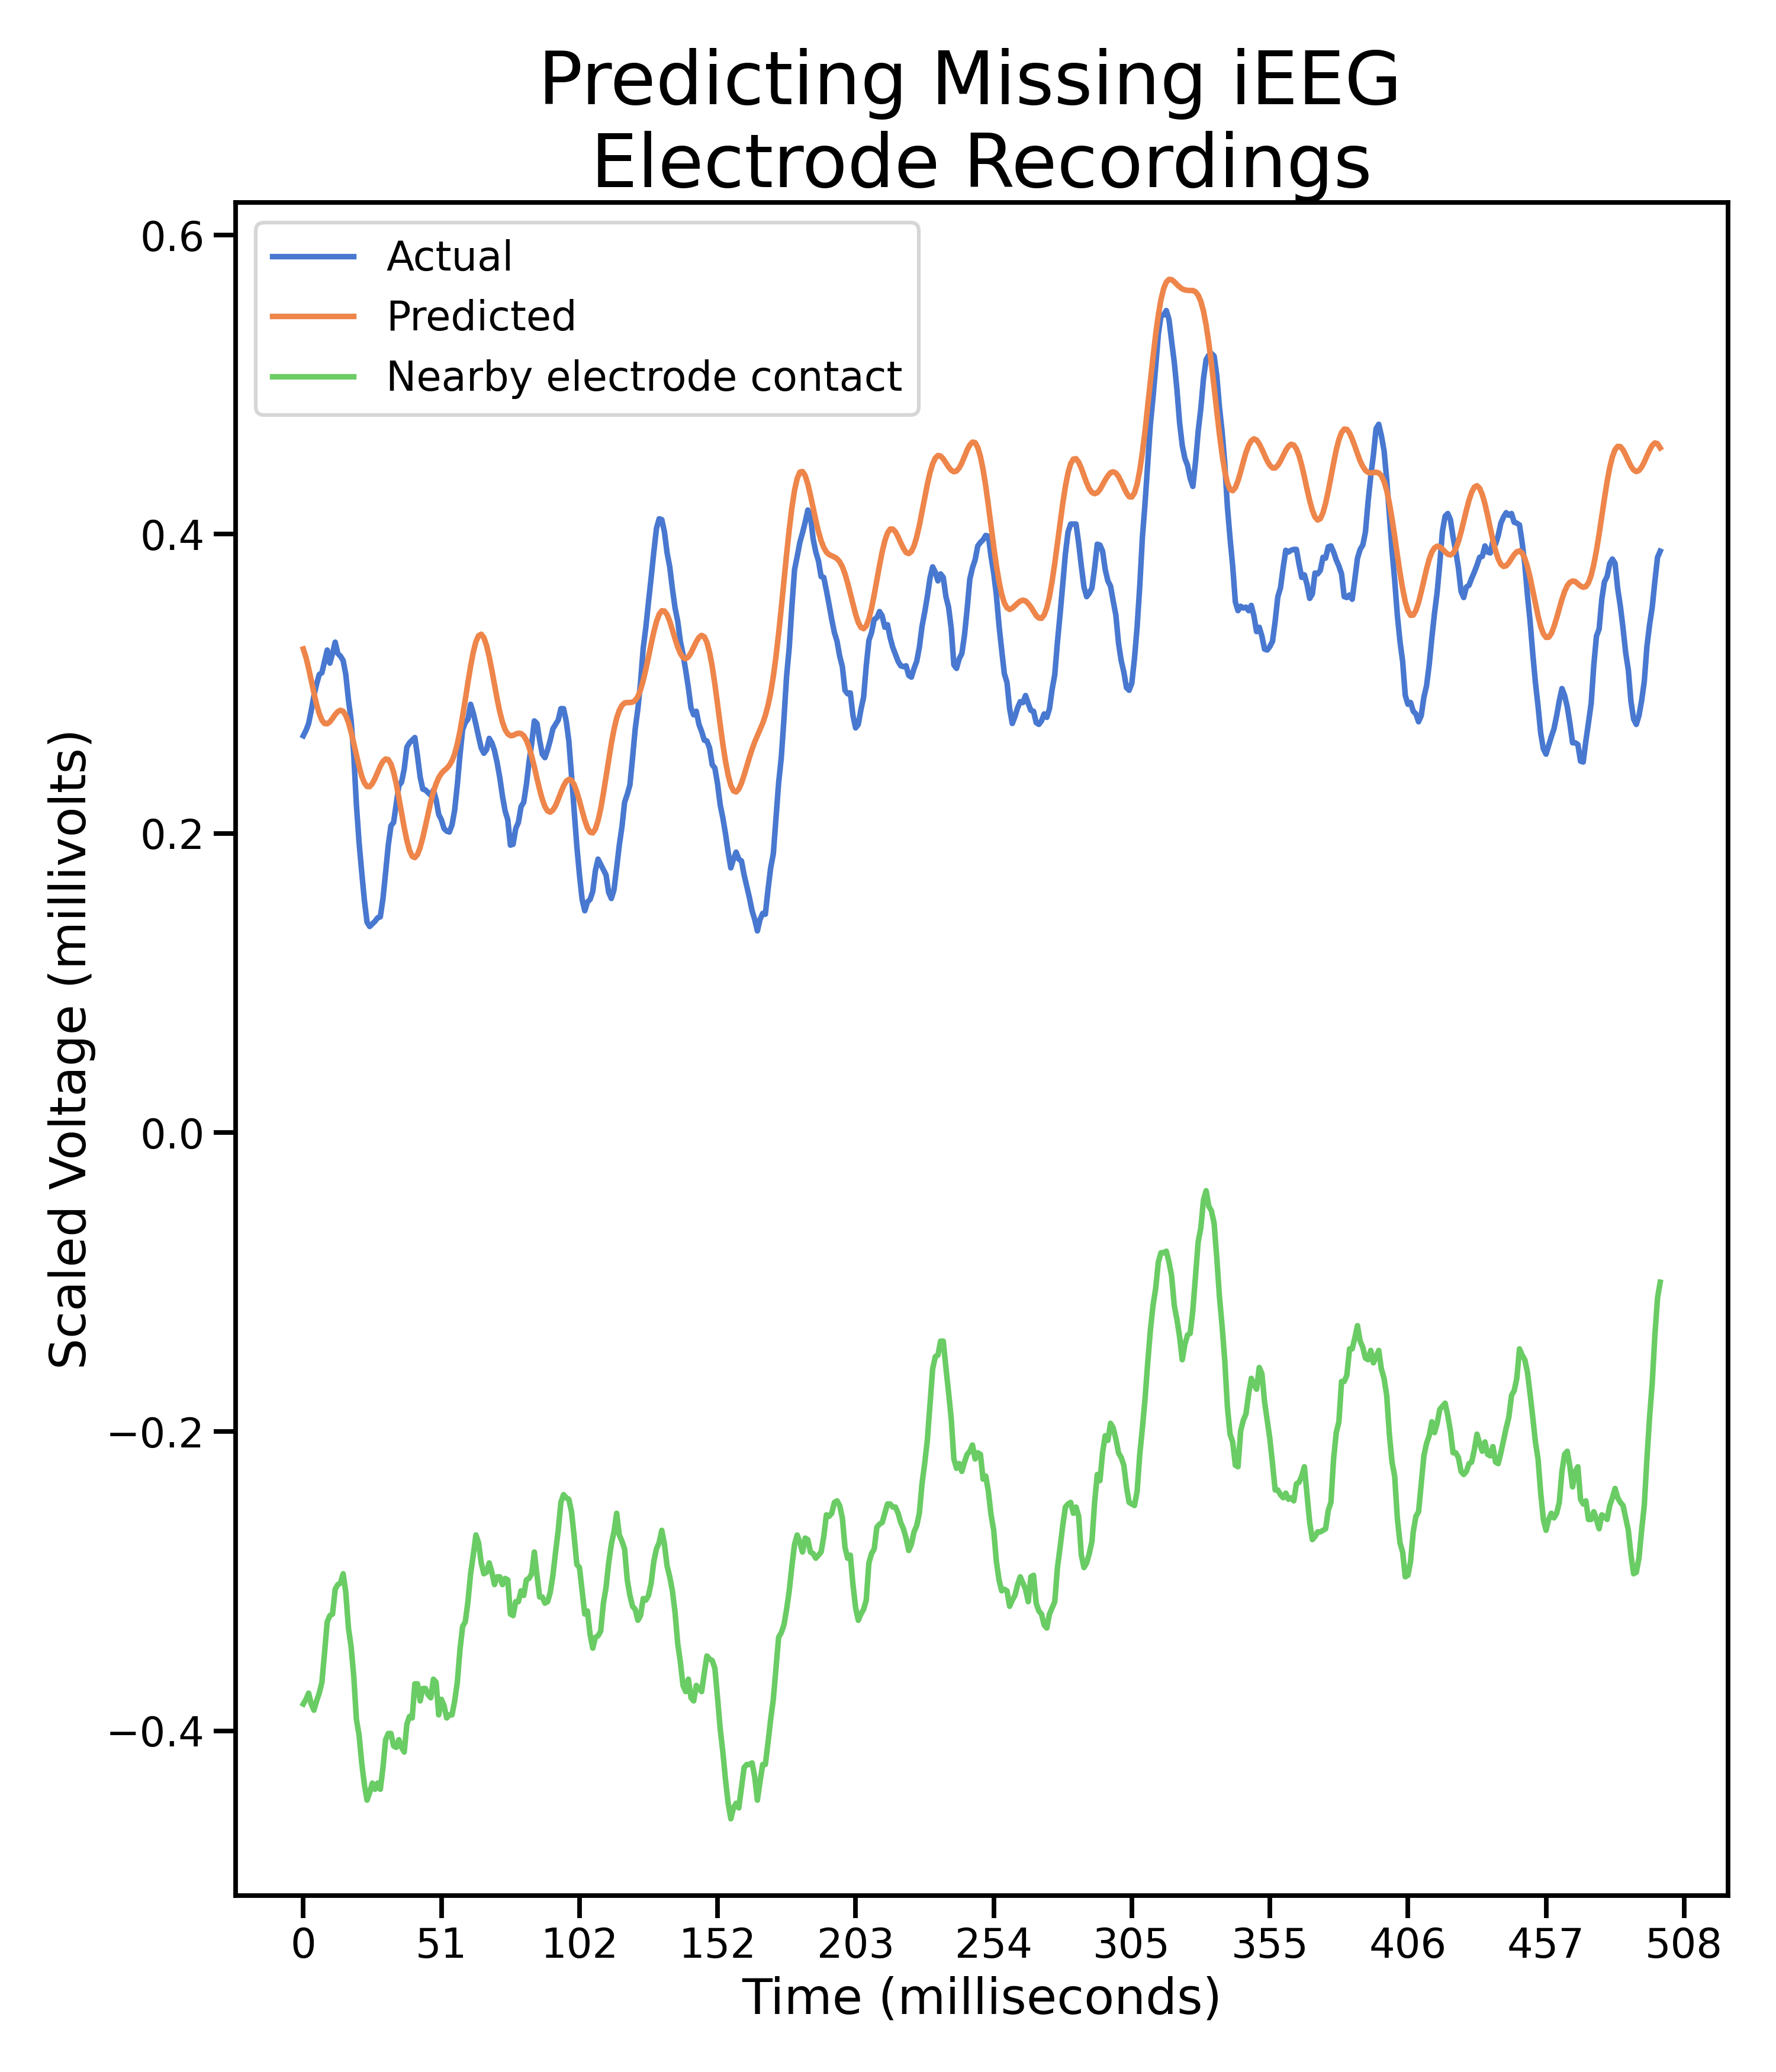 Predicting Missing iEEG
Electrode Recordings
Actual
Predicted
Nearby electrode contact
Scaled Voltage (millivolts)
0.6
0.4
0.2
0.0
−0.2
−0.4
0 51 102 152 203 254 305 355 406 457 508
Time (milliseconds)